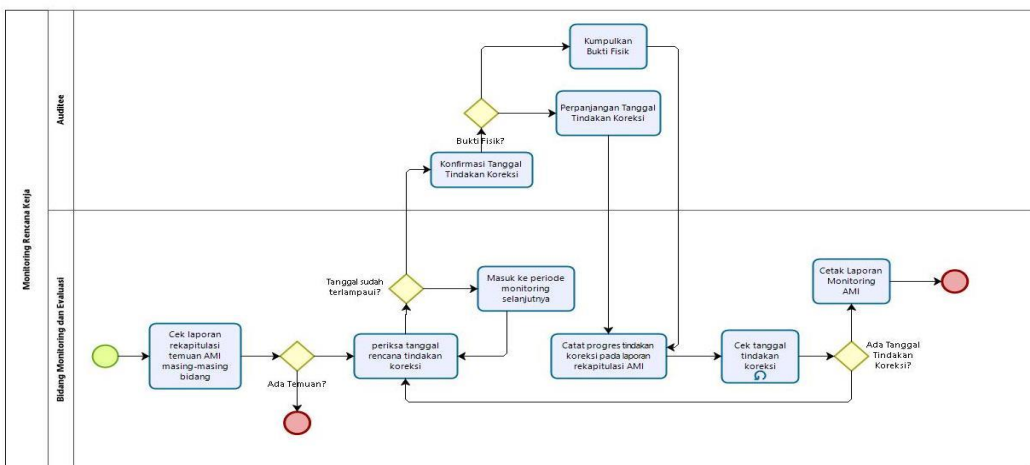 Monitoring Rencana Kerja
Auditee
Kumpulkan
Bukti Fisik
Perpanjangan Tanggal
Tindakan Koreksi
Bukti Fisik?
Konfirmasi Tanggal
Tindakan Koreksi
Bidang Monitoring dan Evaluasi
Tanggal sudah
terlampaui?
Masuk ke periode
monitoring
selanjutnya
Cetak Laporan
Monitoring
AMI
Cek laporan
rekapitulasi
temuan AMI
masing-masing
bidang
Ada Temuan?
periksa tanggal
rencana tindakan
koreksi
Catat progres tindakan
koreksi pada laporan
rekapitulasi AMI
Cek tanggal
tindakan
koreksi
Ada Tanggal
Tindakan
Koreksi?